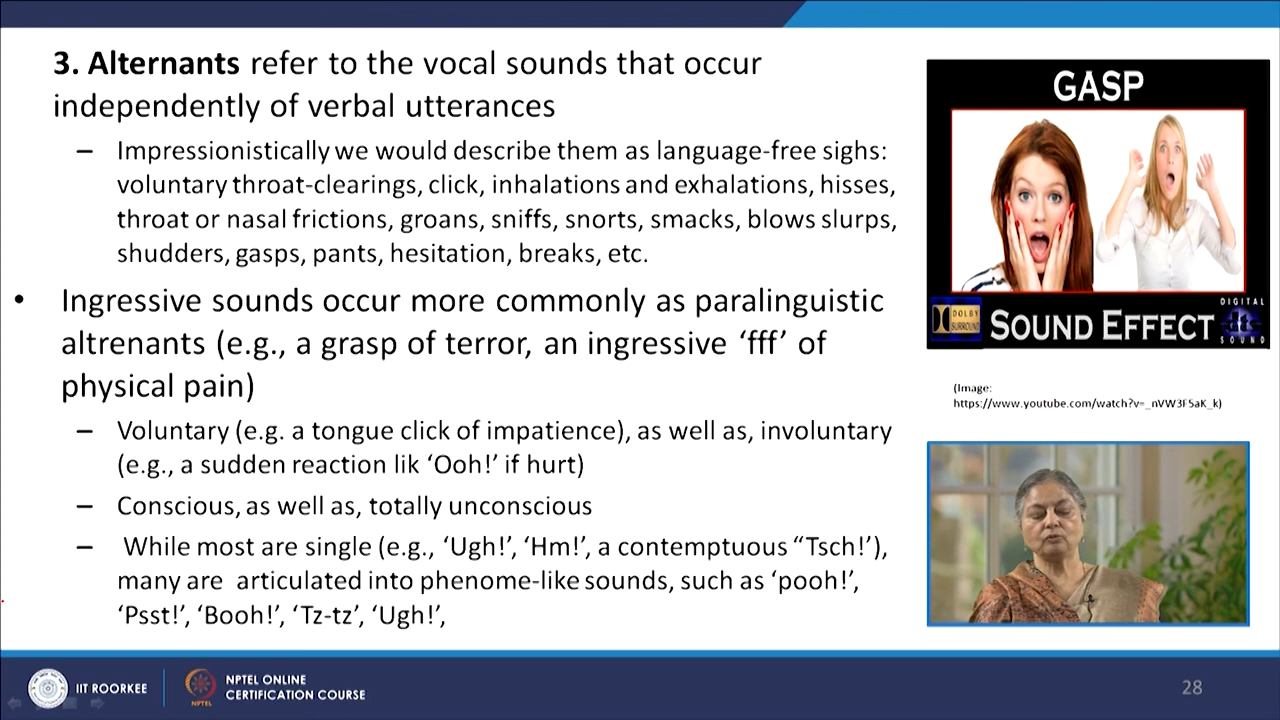 3. Alternants refer to the vocal sounds that occur
independently of verbal utterances
– Impressionistically we would describe them as language-free sighs:
voluntary throat-clearings, click, inhalations and exhalations, hisses,
throat or nasal frictions, groans, sniffs, snorts, smacks, blows slurps,
shudders, gasps, pants, hesitation, breaks, etc.
• Ingressive sounds occur more commonly as paralinguistic
altrenants (e.g., a grasp of terror, an ingressive ‘fff’ of
physical pain)
– Voluntary (e.g. a tongue click of impatience), as well as, involuntary
(e.g., a sudden reaction lik ‘Ooh!’ if hurt)
– Conscious, as well as, totally unconscious
– While most are single (e.g., ‘Ugh!’, ‘Hm!’, a contemptuous “Tsch!’),
many are articulated into phenome-like sounds, such as ‘pooh!’,
‘Psst!’, ‘Booh!’, ‘Tz-tz’, ‘Ugh!’,
GASP
DOLBY
SURROUND
SOUND EFFECT
DIGITAL
dts
SOUND
(Image:
https://www.youtube.com/watch?v=_nVW3F5aK_k)
IIT ROORKEE
NPTEL
NPTEL ONLINE
CERTIFICATION COURSE
28